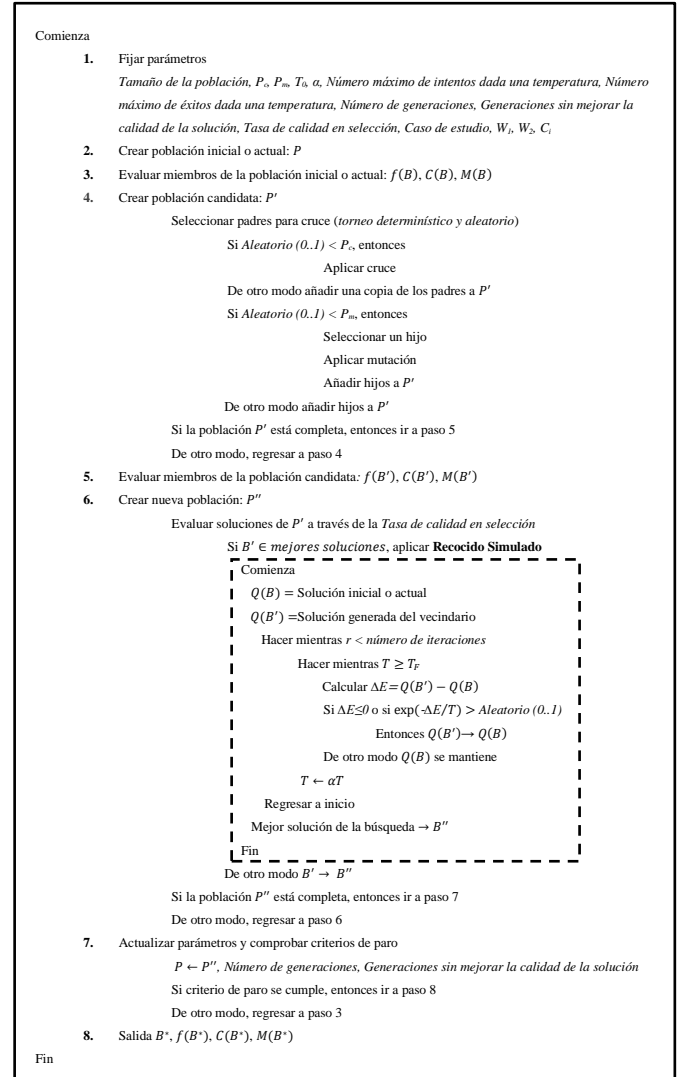 Comienza
1. Fijar parámetros
Tamaño de la población, Pc, Pm, T0, α, Número máximo de intentos dada una temperatura, Número
máximo de éxitos dada una temperatura, Número de generaciones, Generaciones sin mejorar la
calidad de la solución, Tasa de calidad en selección, Caso de estudio, W1, W2, Ci
2. Crear población inicial o actual: P
3. Evaluar miembros de la población inicial o actual: f(B), C(B), M(B)
4. Crear población candidata: P′
Seleccionar padres para cruce (torneo determinístico y aleatorio)
Si Aleatorio (0..1) < Pc, entonces
Aplicar cruce
De otro modo añadir una copia de los padres a P′
Si Aleatorio (0..1) < Pm, entonces
Seleccionar un hijo
Aplicar mutación
Añadir hijos a P′
De otro modo añadir hijos a P′
Si la población P′ está completa, entonces ir a paso 5
De otro modo, regresar a paso 4
5. Evaluar miembros de la población candidata: f(B′), C(B′), M(B′)
6. Crear nueva población: P′′
Evaluar soluciones de P′ a través de la Tasa de calidad en selección
Si B′ ∈ mejores soluciones, aplicar Recocido Simulado
Comienza
Q(B) = Solución inicial o actual
Q(B′) =Solución generada del vecindario
Hacer mientras r < número de iteraciones
Hacer mientras T ≥ TF
Calcular ΔE=Q(B′) − Q(B)
Si ΔE≤0 o si exp(-ΔE/T) > Aleatorio (0..1)
Entonces Q(B′)→ Q(B)
De otro modo Q(B) se mantiene
T ← αT
Regresar a inicio
Mejor solución de la búsqueda → B′′
Fin
De otro modo B′ → B′′
Si la población P′′ está completa, entonces ir a paso 7
De otro modo, regresar a paso 6
7. Actualizar parámetros y comprobar criterios de paro
P ← P′′, Número de generaciones, Generaciones sin mejorar la calidad de la solución
Si criterio de paro se cumple, entonces ir a paso 8
De otro modo, regresar a paso 3
8. Salida B*, f(B*), C(B*), M(B*)
Fin